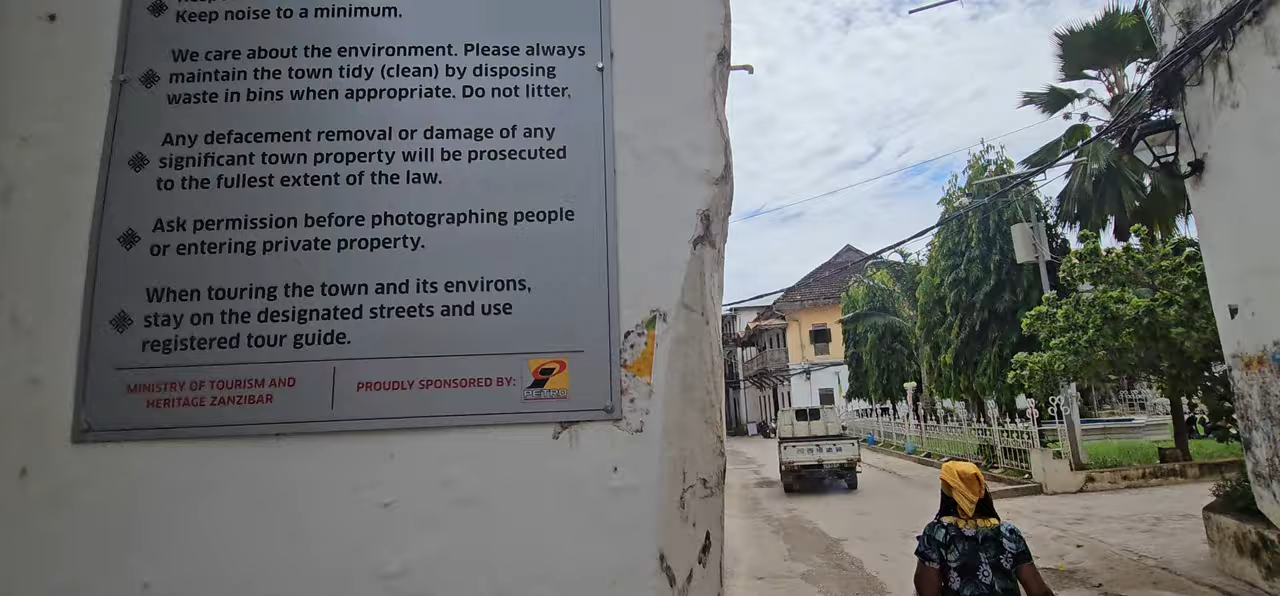 Keep noise to a minimum.
We care about the environment. Please always
maintain the town tidy (clean) by disposing
waste in bins when appropriate. Do not litter.
Any defacement removal or damage of any
significant town property will be prosecuted
to the fullest extent of the law.
Ask permission before photographing people
or entering private property.
When touring the town and its environs,
stay on the designated streets and use
registered tour guide.
MINISTRY OF TOURISM AND
HERITAGE ZANZIBAR
PROUDLY SPONSORED BY:
PETRO